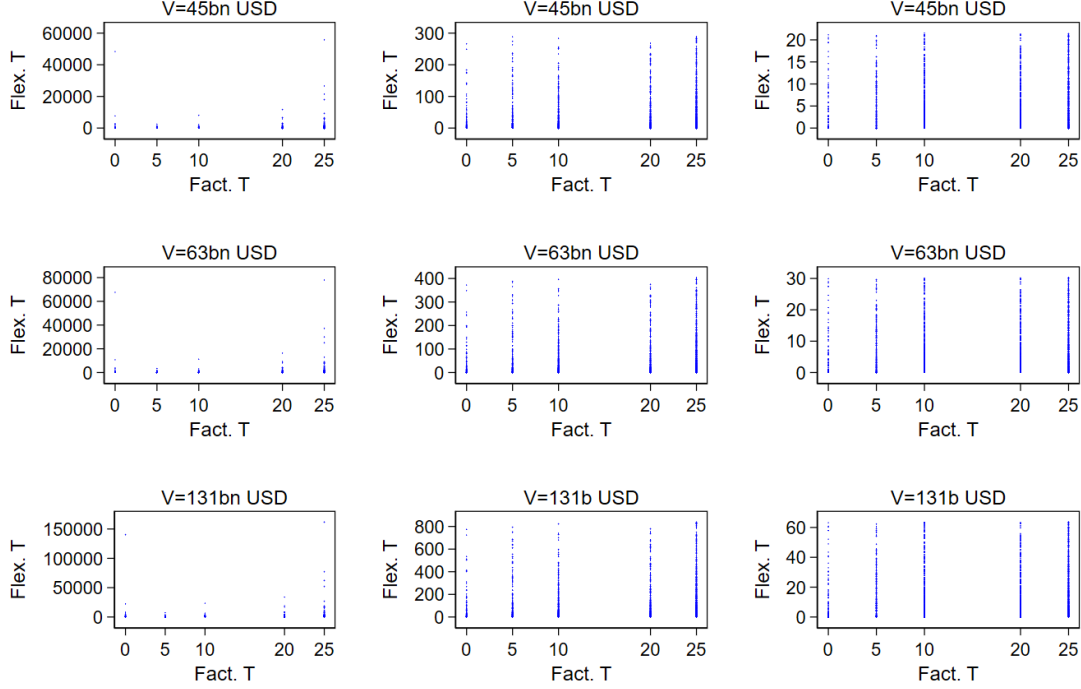 V=45bn USD V=45bn USD V=45bn USD
60000 300 20
40000 200 15
20000 100 10
0 0 5
0
Flex. T Flex. T Flex. T
0 5 10 20 25 0 5 10 20 25 0 5 10 20 25
Fact. T Fact. T Fact. T
V=63bn USD V=63bn USD V=63bn USD
80000 400 30
60000 300 20
40000 200 10
20000 100 0
0 0
Flex. T Flex. T Flex. T
0 5 10 20 25 0 5 10 20 25 0 5 10 20 25
Fact. T Fact. T Fact. T
V=131bn USD V=131b USD V=131b USD
150000 800 60
100000 600 40
50000 400 20
0 200 0
0
Flex. T Flex. T Flex. T
0 5 10 20 25 0 5 10 20 25 0 5 10 20 25
Fact. T Fact. T Fact. T